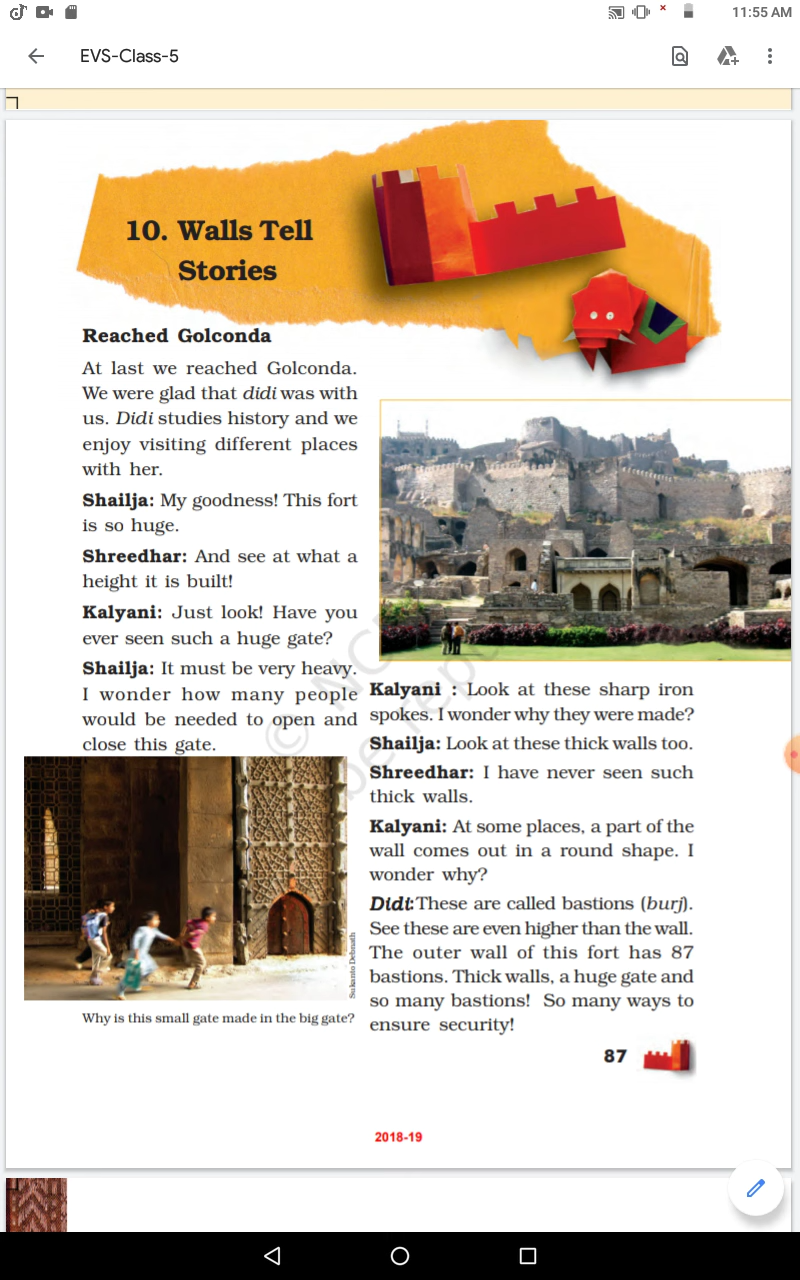 11:55 AM
EVS-Class-5
10. Walls Tell
Stories
Reached Golconda
At last we reached Golconda.
We were glad that didi was with
us. Didi studies history and we
enjoy visiting different places
with her.
Shailja: My goodness! This fort
is so huge.
Shreedhar: And see at what a
height it is built!
Kalyani: Just look! Have you
ever seen such a huge gate?
Shailja: It must be very heavy.
I wonder how many people
would be needed to open and
close this gate.
Sukanto Debnath
Why is this small gate made in the big gate?
Kalyani : Look at these sharp iron
spokes. I wonder why they were made?
Shailja: Look at these thick walls too.
Shreedhar: I have never seen such
thick walls.
Kalyani: At some places, a part of the
wall comes out in a round shape. I
wonder why?
Didi: These are called bastions (burj).
See these are even higher than the wall.
The outer wall of this fort has 87
bastions. Thick walls, a huge gate and
so many bastions! So many ways to
ensure security!
87
2018-19